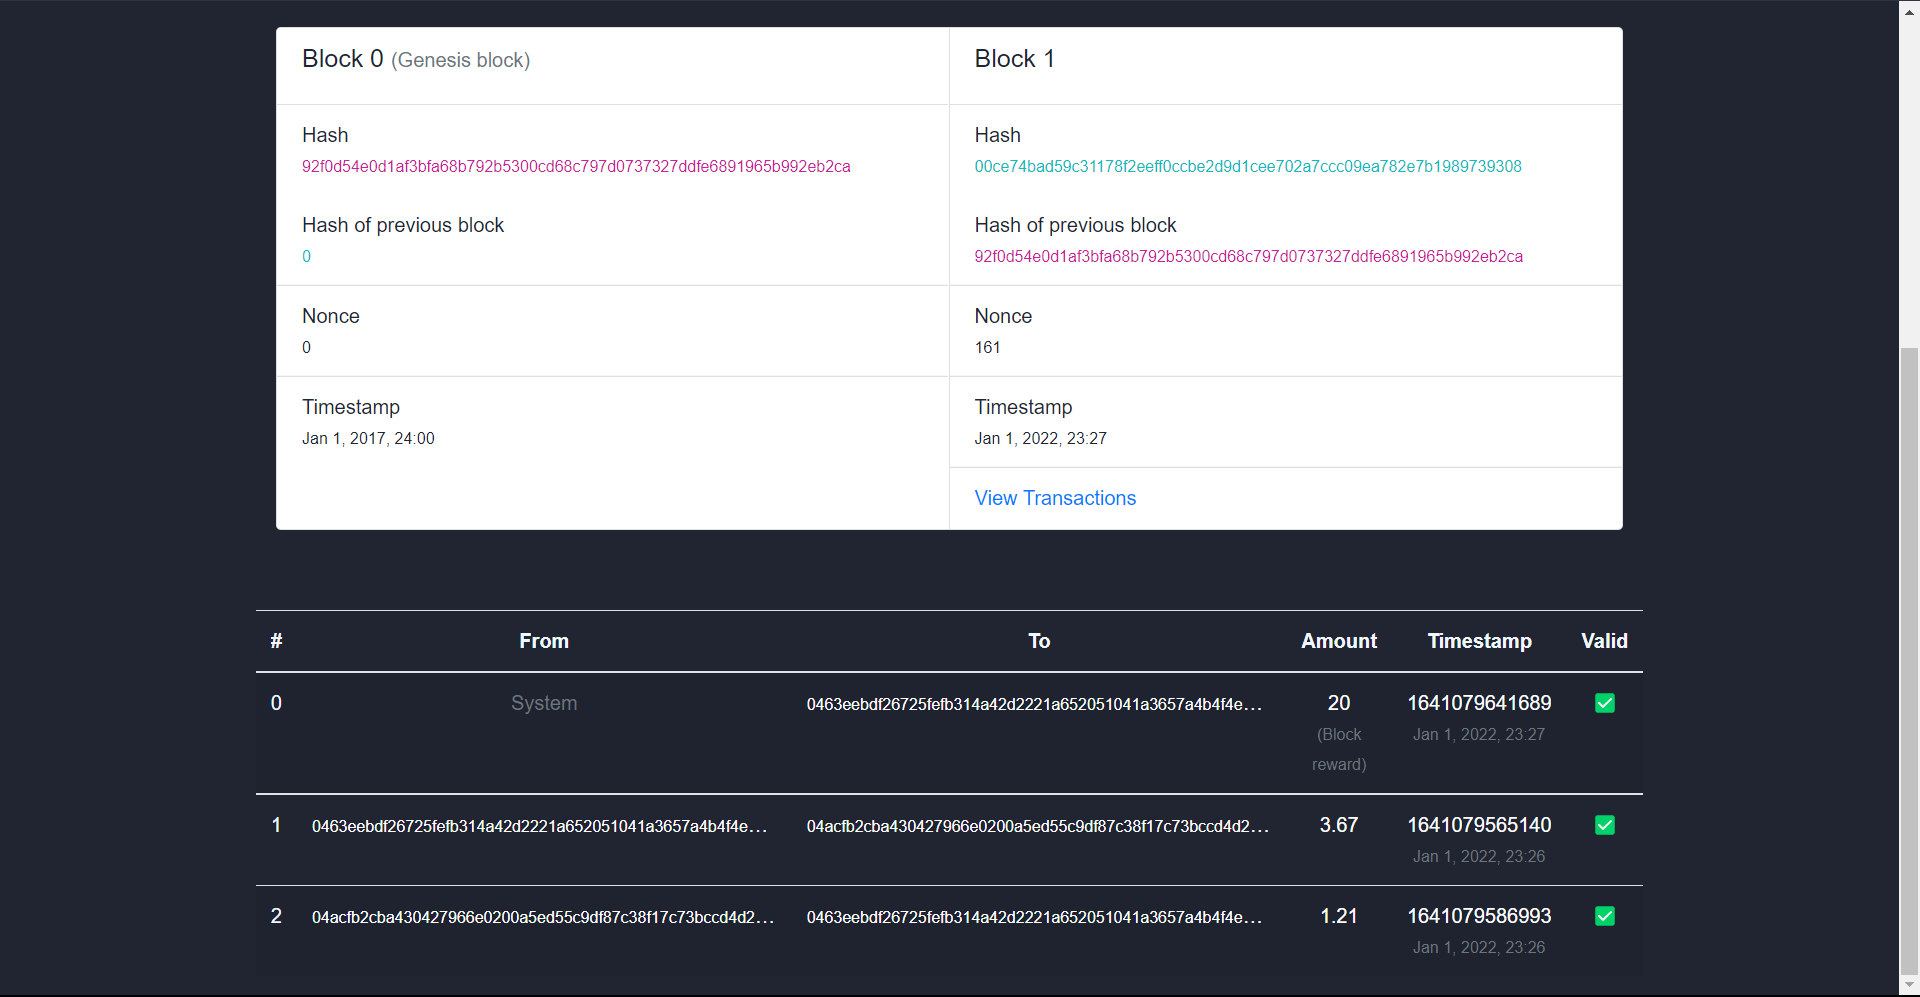 Block 0 (Genesis block)
Hash
92f0d54e0d1af3bfa68b792b5300cd68c797d0737327ddfe6891965b992eb2ca
Hash of previous block
0
Nonce
0
Timestamp
Jan 1, 2017, 24:00
Block 1
Hash
00ce74bad59c31178f2eeff0ccbe2d9d1cee702a7ccc09ea782e7b1989739308
Hash of previous block
92f0d54e0d1af3bfa68b792b5300cd68c797d0737327ddfe6891965b992eb2ca
Nonce
161
Timestamp
Jan 1, 2022, 23:27
View Transactions
# From To Amount Timestamp Valid
0 System 0463eebdf26725fefb314a42d2221a652051041a3657a4b4f4e... 20 1641079641689
(Block Jan 1, 2022, 23:27
reward)
1 0463eebdf26725fefb314a42d2221a652051041a3657a4b4f4e... 04acfb2cba430427966e0200a5ed55c9df87c38f17c73bccd4d2... 3.67 1641079565140
Jan 1, 2022, 23:26
2 04acfb2cba430427966e0200a5ed55c9df87c38f17c73bccd4d2... 0463eebdf26725fefb314a42d2221a652051041a3657a4b4f4e... 1.21 1641079586993
Jan 1, 2022, 23:26